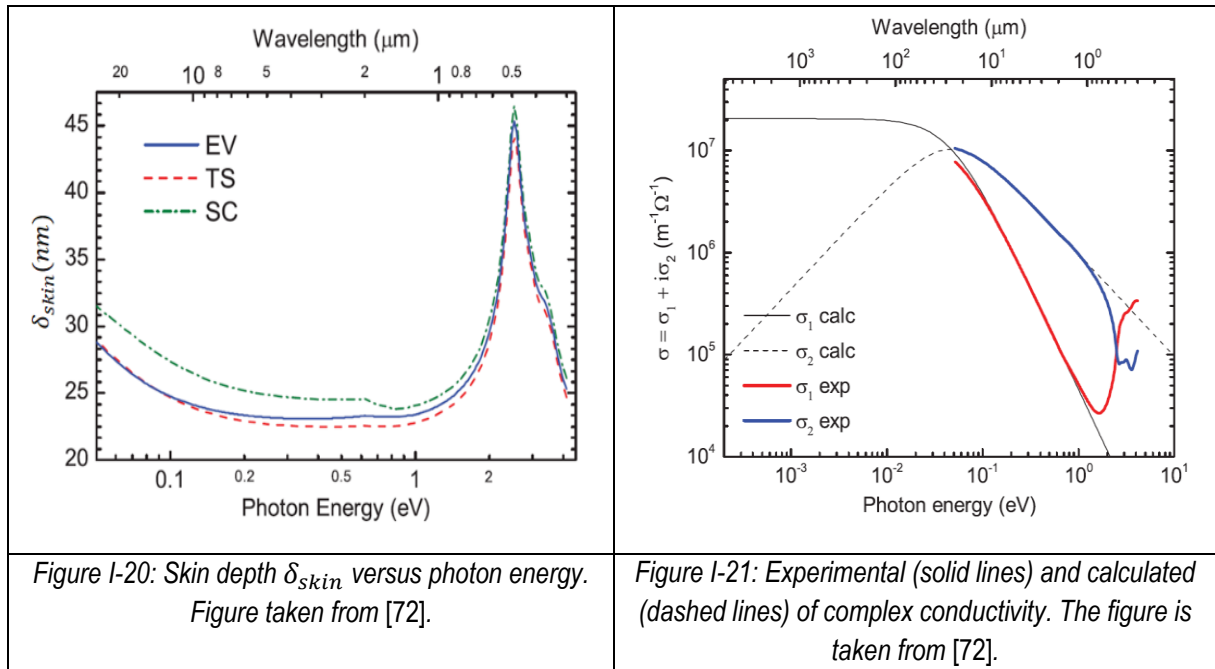 Wavelength (μm)
20 10 8 5 2 1 0.8 0.5
45
40
35
30
25
20
δskin(nm)
EV
TS
SC
0.1 0.2 0.5 1 2
Photon Energy (eV)
Figure I-20: Skin depth δskin versus photon energy.
Figure taken from [72].
Wavelength (μm)
10³ 10² 10¹ 10⁰
10⁷
10⁶
10⁵
10⁴
σ = σ₁ + iσ₂ (m⁻¹Ω⁻¹)
σ₁ calc
σ₂ calc
σ₁ exp
σ₂ exp
10⁻³ 10⁻² 10⁻¹ 10⁰ 10¹
Photon energy (eV)
Figure I-21: Experimental (solid lines) and calculated
(dashed lines) of complex conductivity. The figure is
taken from [72].